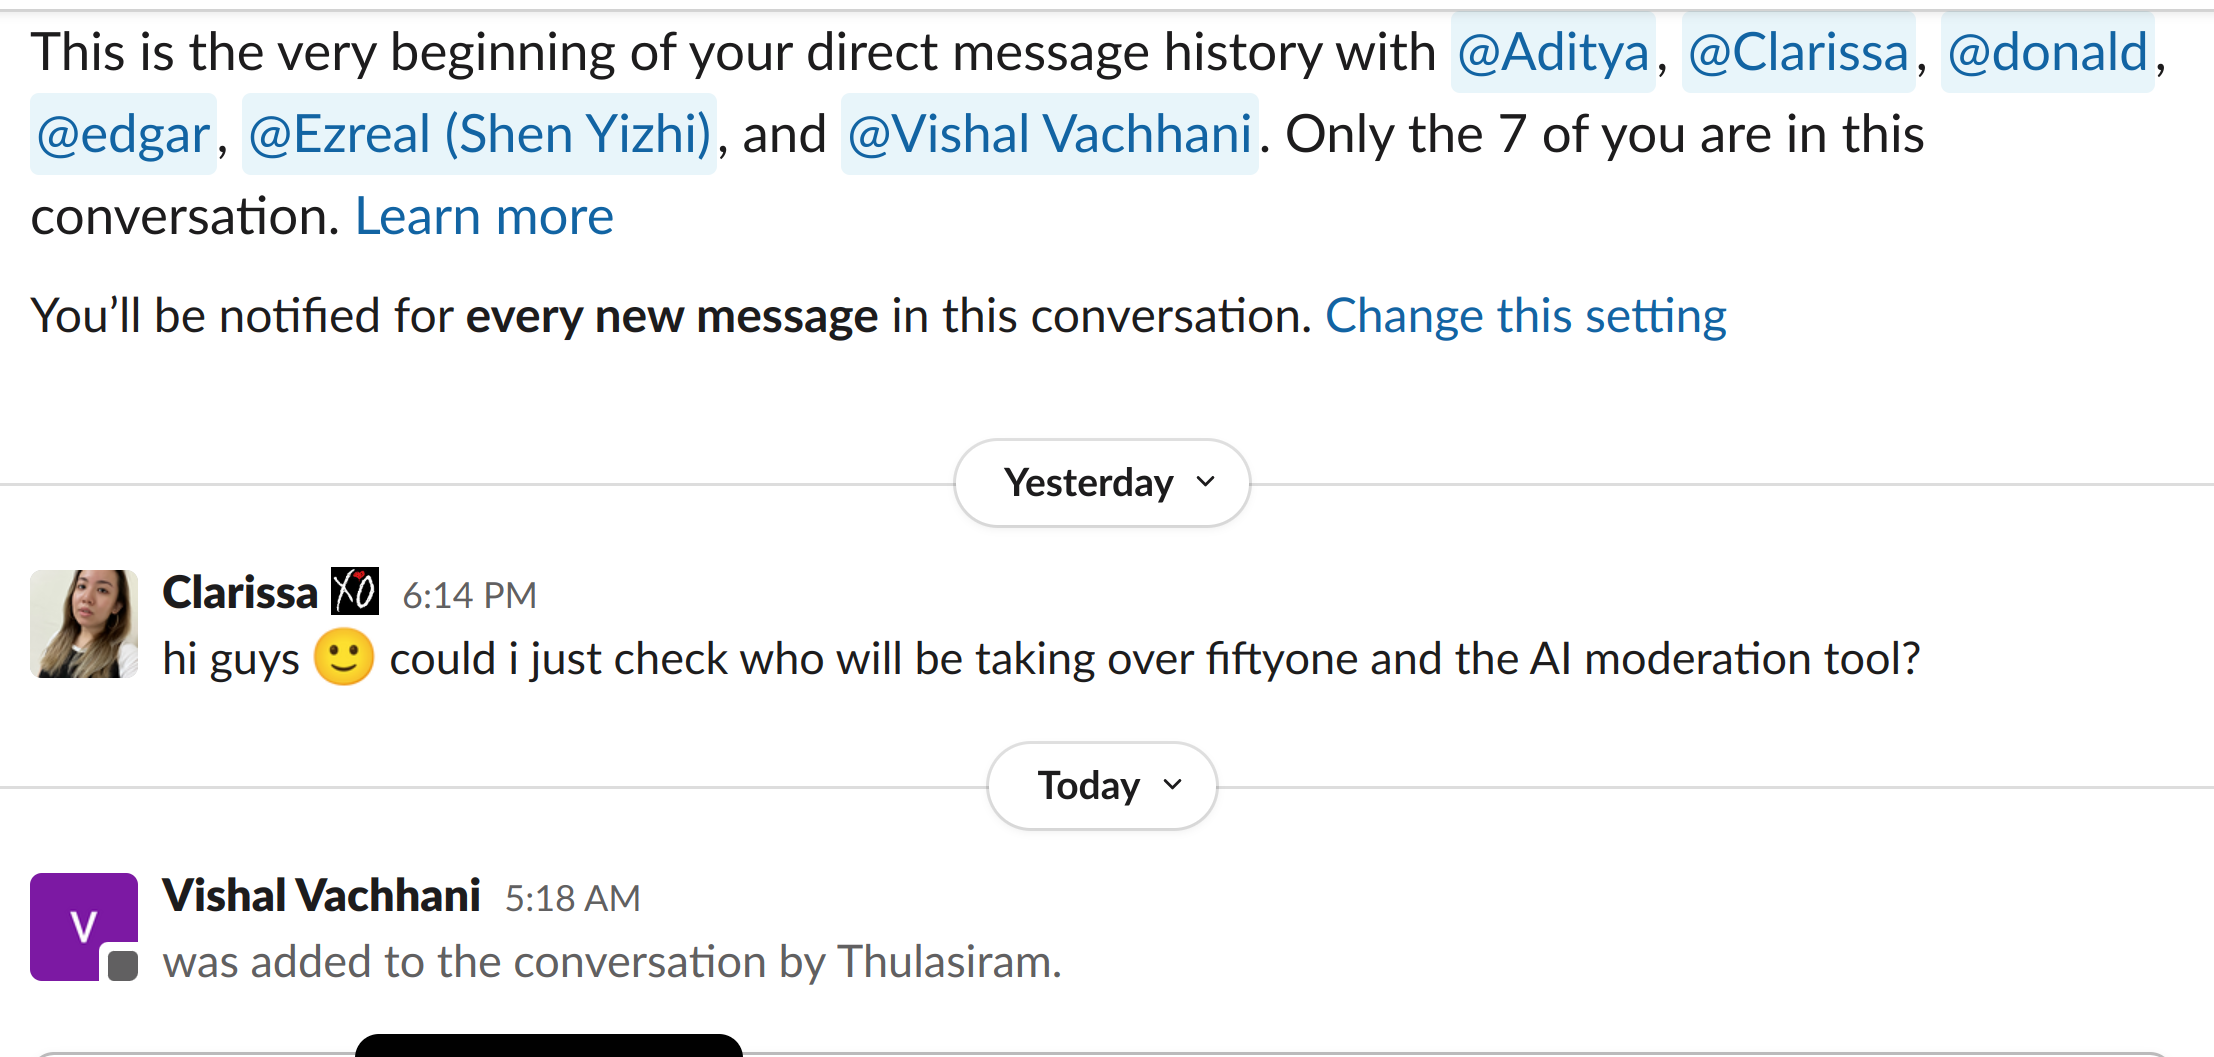 This is the very beginning of your direct message history with @Aditya, @Clarissa, @donald,
@edgar, @Ezreal (Shen Yizhi), and @Vishal Vachhani. Only the 7 of you are in this
conversation. Learn more
You’ll be notified for every new message in this conversation. Change this setting
Yesterday
Clarissa XO 6:14 PM
hi guys 🙂 could i just check who will be taking over fiftyone and the AI moderation tool?
Today
V
Vishal Vachhani 5:18 AM
was added to the conversation by Thulasiram.